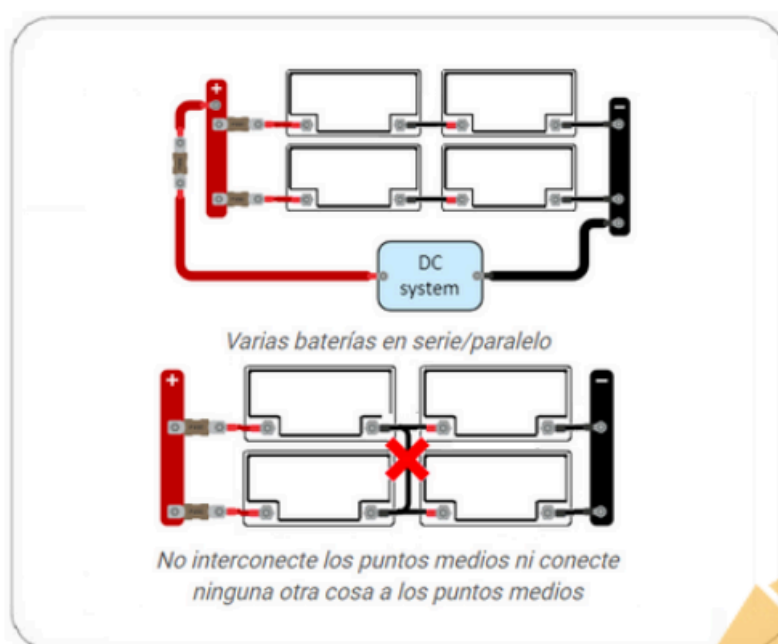 +
-
DC
system
Varias baterías en serie/paralelo
+
-
No interconecte los puntos medios ni conecte
ninguna otra cosa a los puntos medios